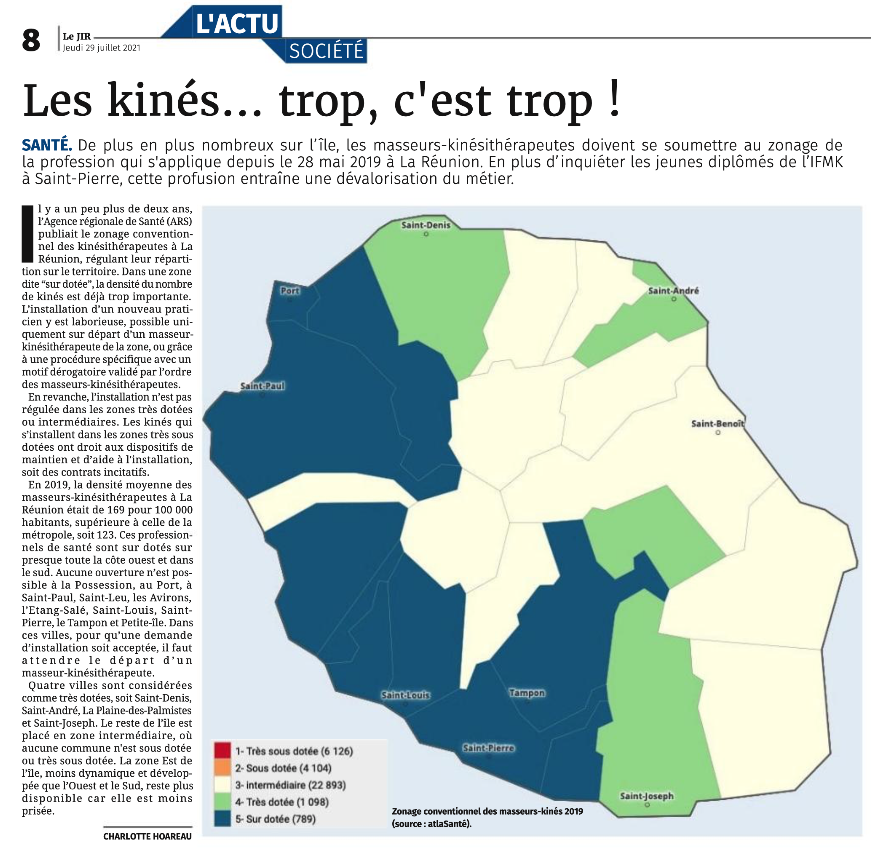 8
Le JIR
Jeudi 29 juillet 2021
L'ACTU
SOCIÉTÉ
Les kinés... trop, c'est trop !
SANTÉ. De plus en plus nombreux sur l'île, les masseurs-kinésithérapeutes doivent se soumettre au zonage de
la profession qui s'applique depuis le 28 mai 2019 à La Réunion. En plus d'inquiéter les jeunes diplômés de l'IFMK
à Saint-Pierre, cette profusion entraîne une dévalorisation du métier.
Il y a un peu plus de deux ans,
l'Agence régionale de Santé (ARS)
publiait le zonage convention-
nel des kinésithérapeutes à La
Réunion, régulant leur réparti-
tion sur le territoire. Dans une zone
dite "sur dotée", la densité du nombre
de kinés est déjà trop importante.
L'installation d'un nouveau prati-
cien y est laborieuse, possible uni-
quement sur départ d'un masseur-
kinésithérapeute de la zone, ou grâce
à une procédure spécifique avec un
motif dérogatoire validé par l'ordre
des masseurs-kinésithérapeutes.
En revanche, l'installation n'est pas
régulée dans les zones très dotées
ou intermédiaires. Les kinés qui
s'installent dans les zones très sous
dotées ont droit aux dispositifs de
maintien et d'aide à l'installation,
soit des contrats incitatifs.
En 2019, la densité moyenne des
masseurs-kinésithérapeutes à La
Réunion était de 169 pour 100 000
habitants, supérieure à celle de la
métropole, soit 123. Ces profession-
nels de santé sont sur dotés sur
presque toute la côte ouest et dans
le sud. Aucune ouverture n'est pos-
sible à la Possession, au Port, à
Saint-Paul, Saint-Leu, les Avirons,
l'Etang-Salé, Saint-Louis, Saint-
Pierre, le Tampon et Petite-île. Dans
ces villes, pour qu'une demande
d'installation soit acceptée, il faut
attendre le départ d'un
masseur-kinésithérapeute.
Quatre villes sont considérées
comme très dotées, soit Saint-Denis,
Saint-André, La Plaine-des-Palmistes
et Saint-Joseph. Le reste de l'île est
placé en zone intermédiaire, où
aucune commune n'est sous dotée
ou très sous dotée. La zone Est de
l'île, moins dynamique et dévelop-
pée que l'Ouest et le Sud, reste plus
disponible car elle est moins
prisée.
CHARLOTTE HOAREAU
Saint-Denis
Port
Saint-André
Saint-Paul
Saint-Benoît
Saint-Louis
Tampon
Saint-Pierre
Saint-Joseph
1- Très sous dotée (6 126)
2- Sous dotée (4 104)
3- intermédiaire (22 893)
4- Très dotée (1 098)
5- Sur dotée (789)
Zonage conventionnel des masseurs-kinés 2019
(source : atlaSanté).